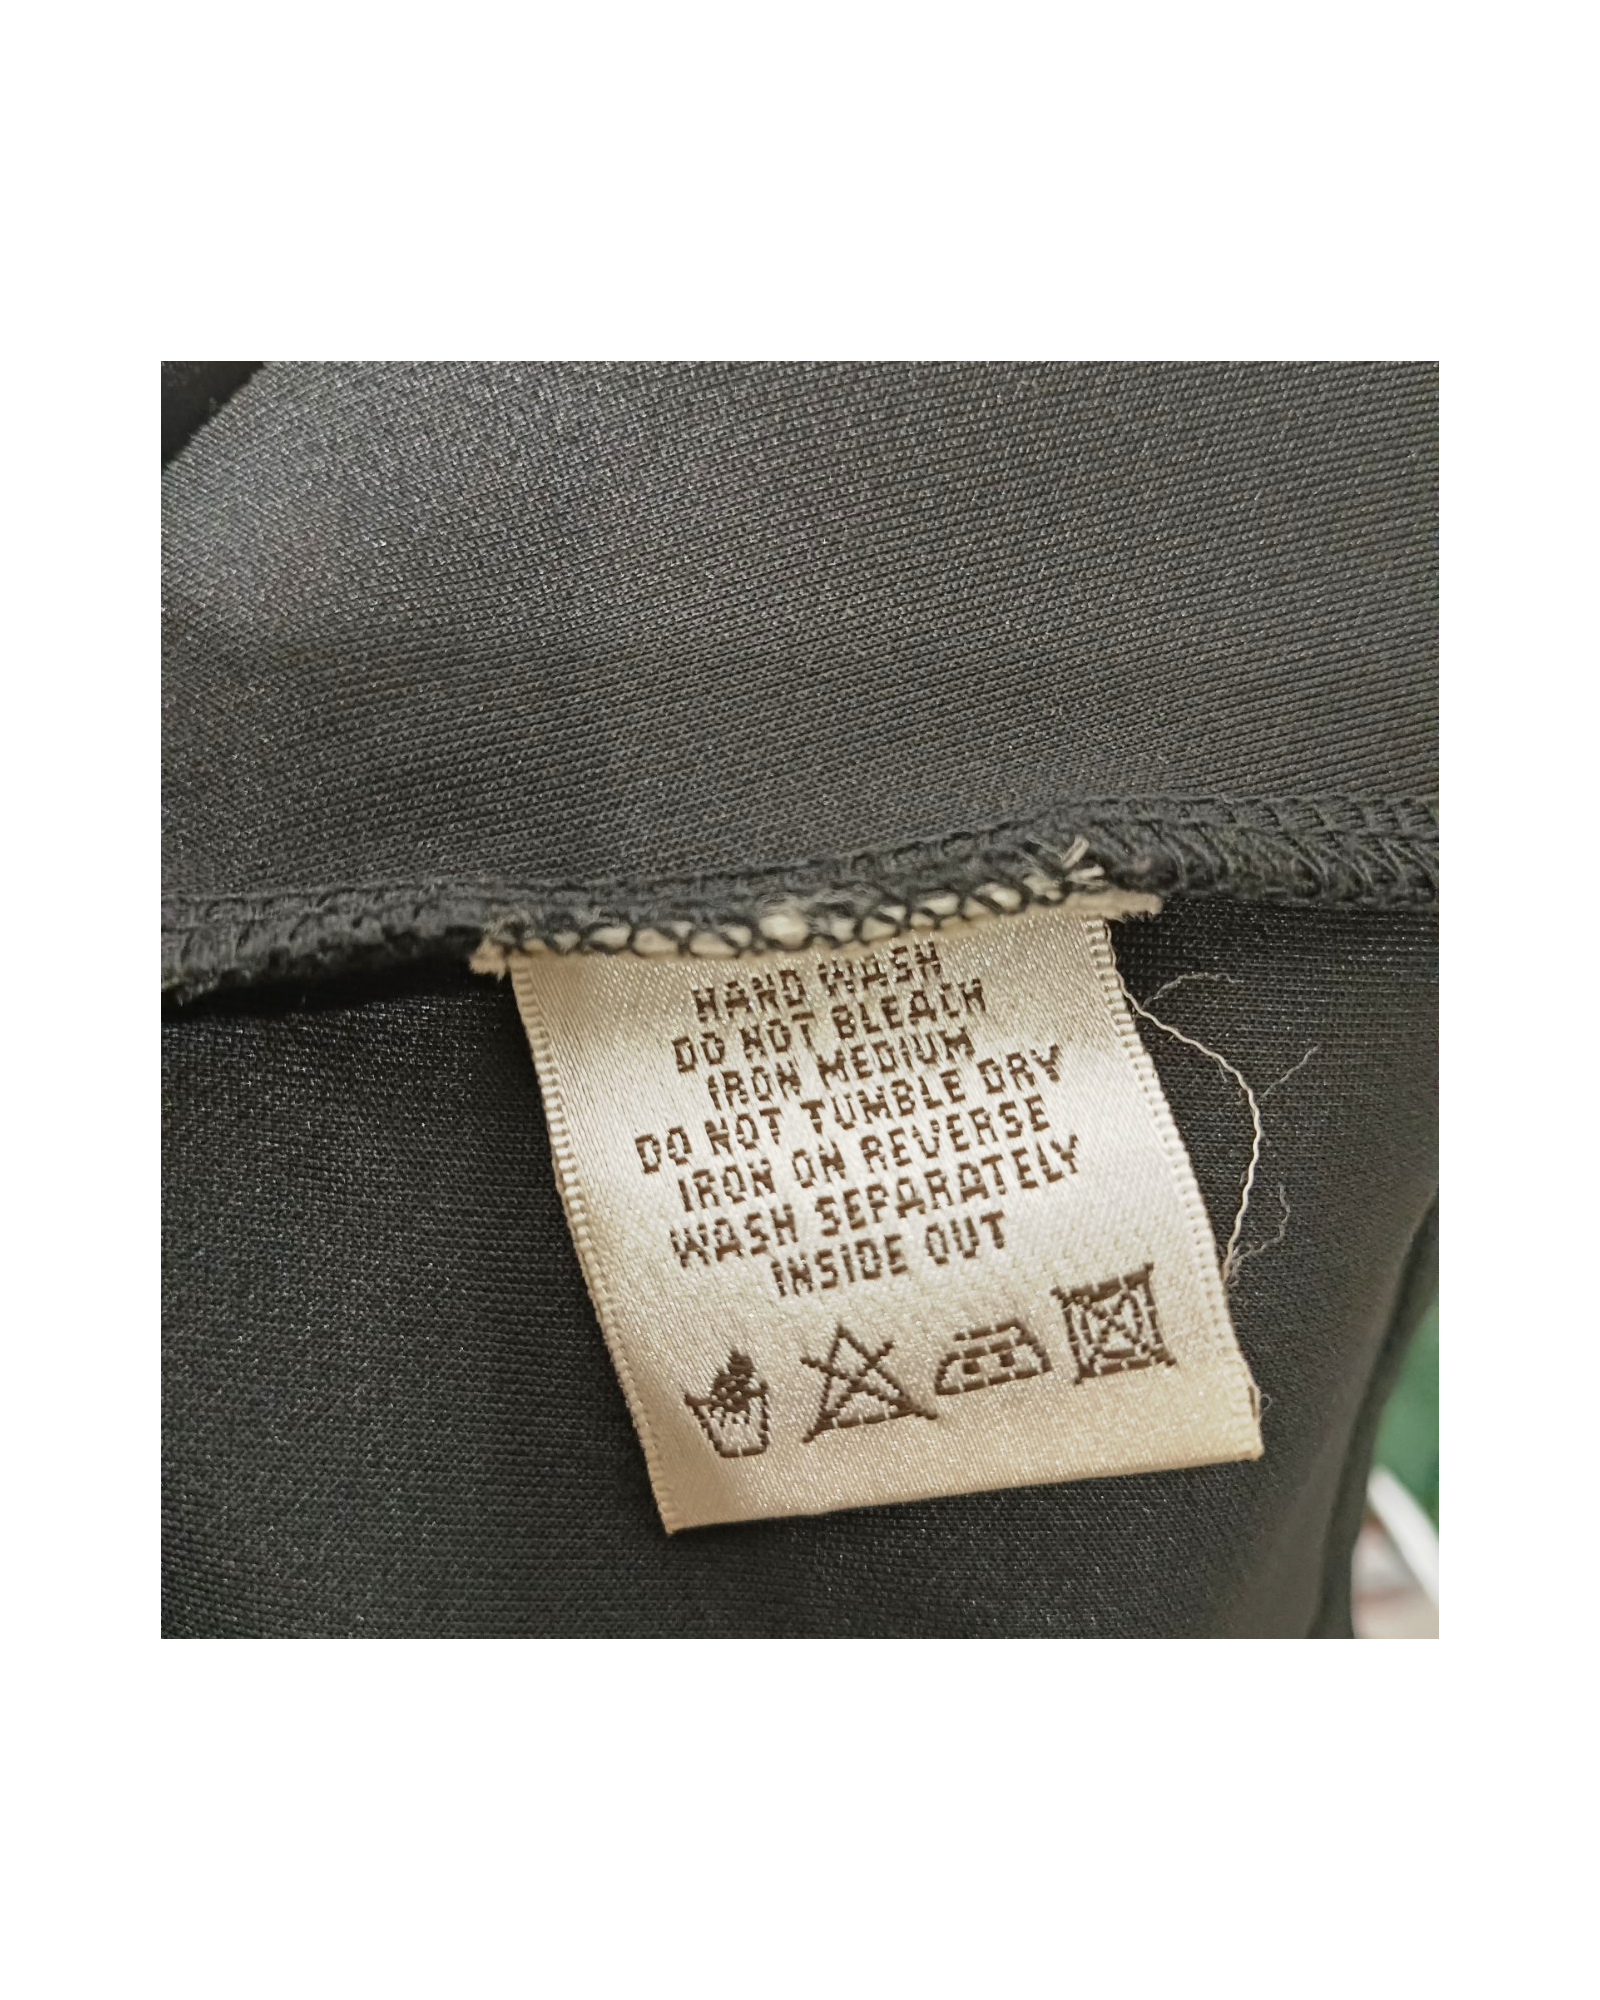 HAND WASH
DO NOT BLEACH
IRON MEDIUM
DO NOT TUMBLE DRY
IRON ON REVERSE
WASH SEPARATELY
INSIDE OUT